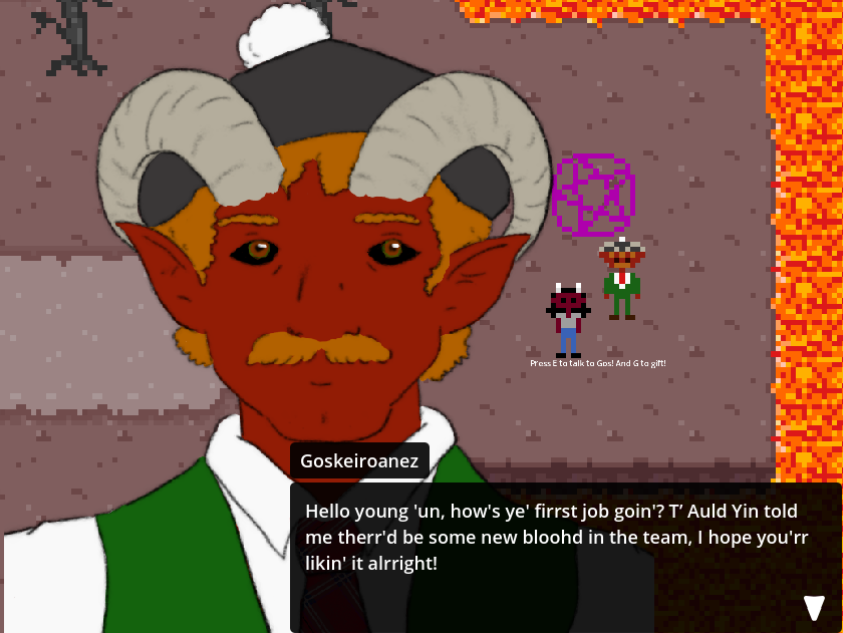 Press E to talk to Gos! And G to gift!
Goskeiroanez
Hello young 'un, how's ye' firrst job goin'? T’ Auld Yin told
me therr'd be some new bloohd in the team, I hope you'rr
likin' it alrright!